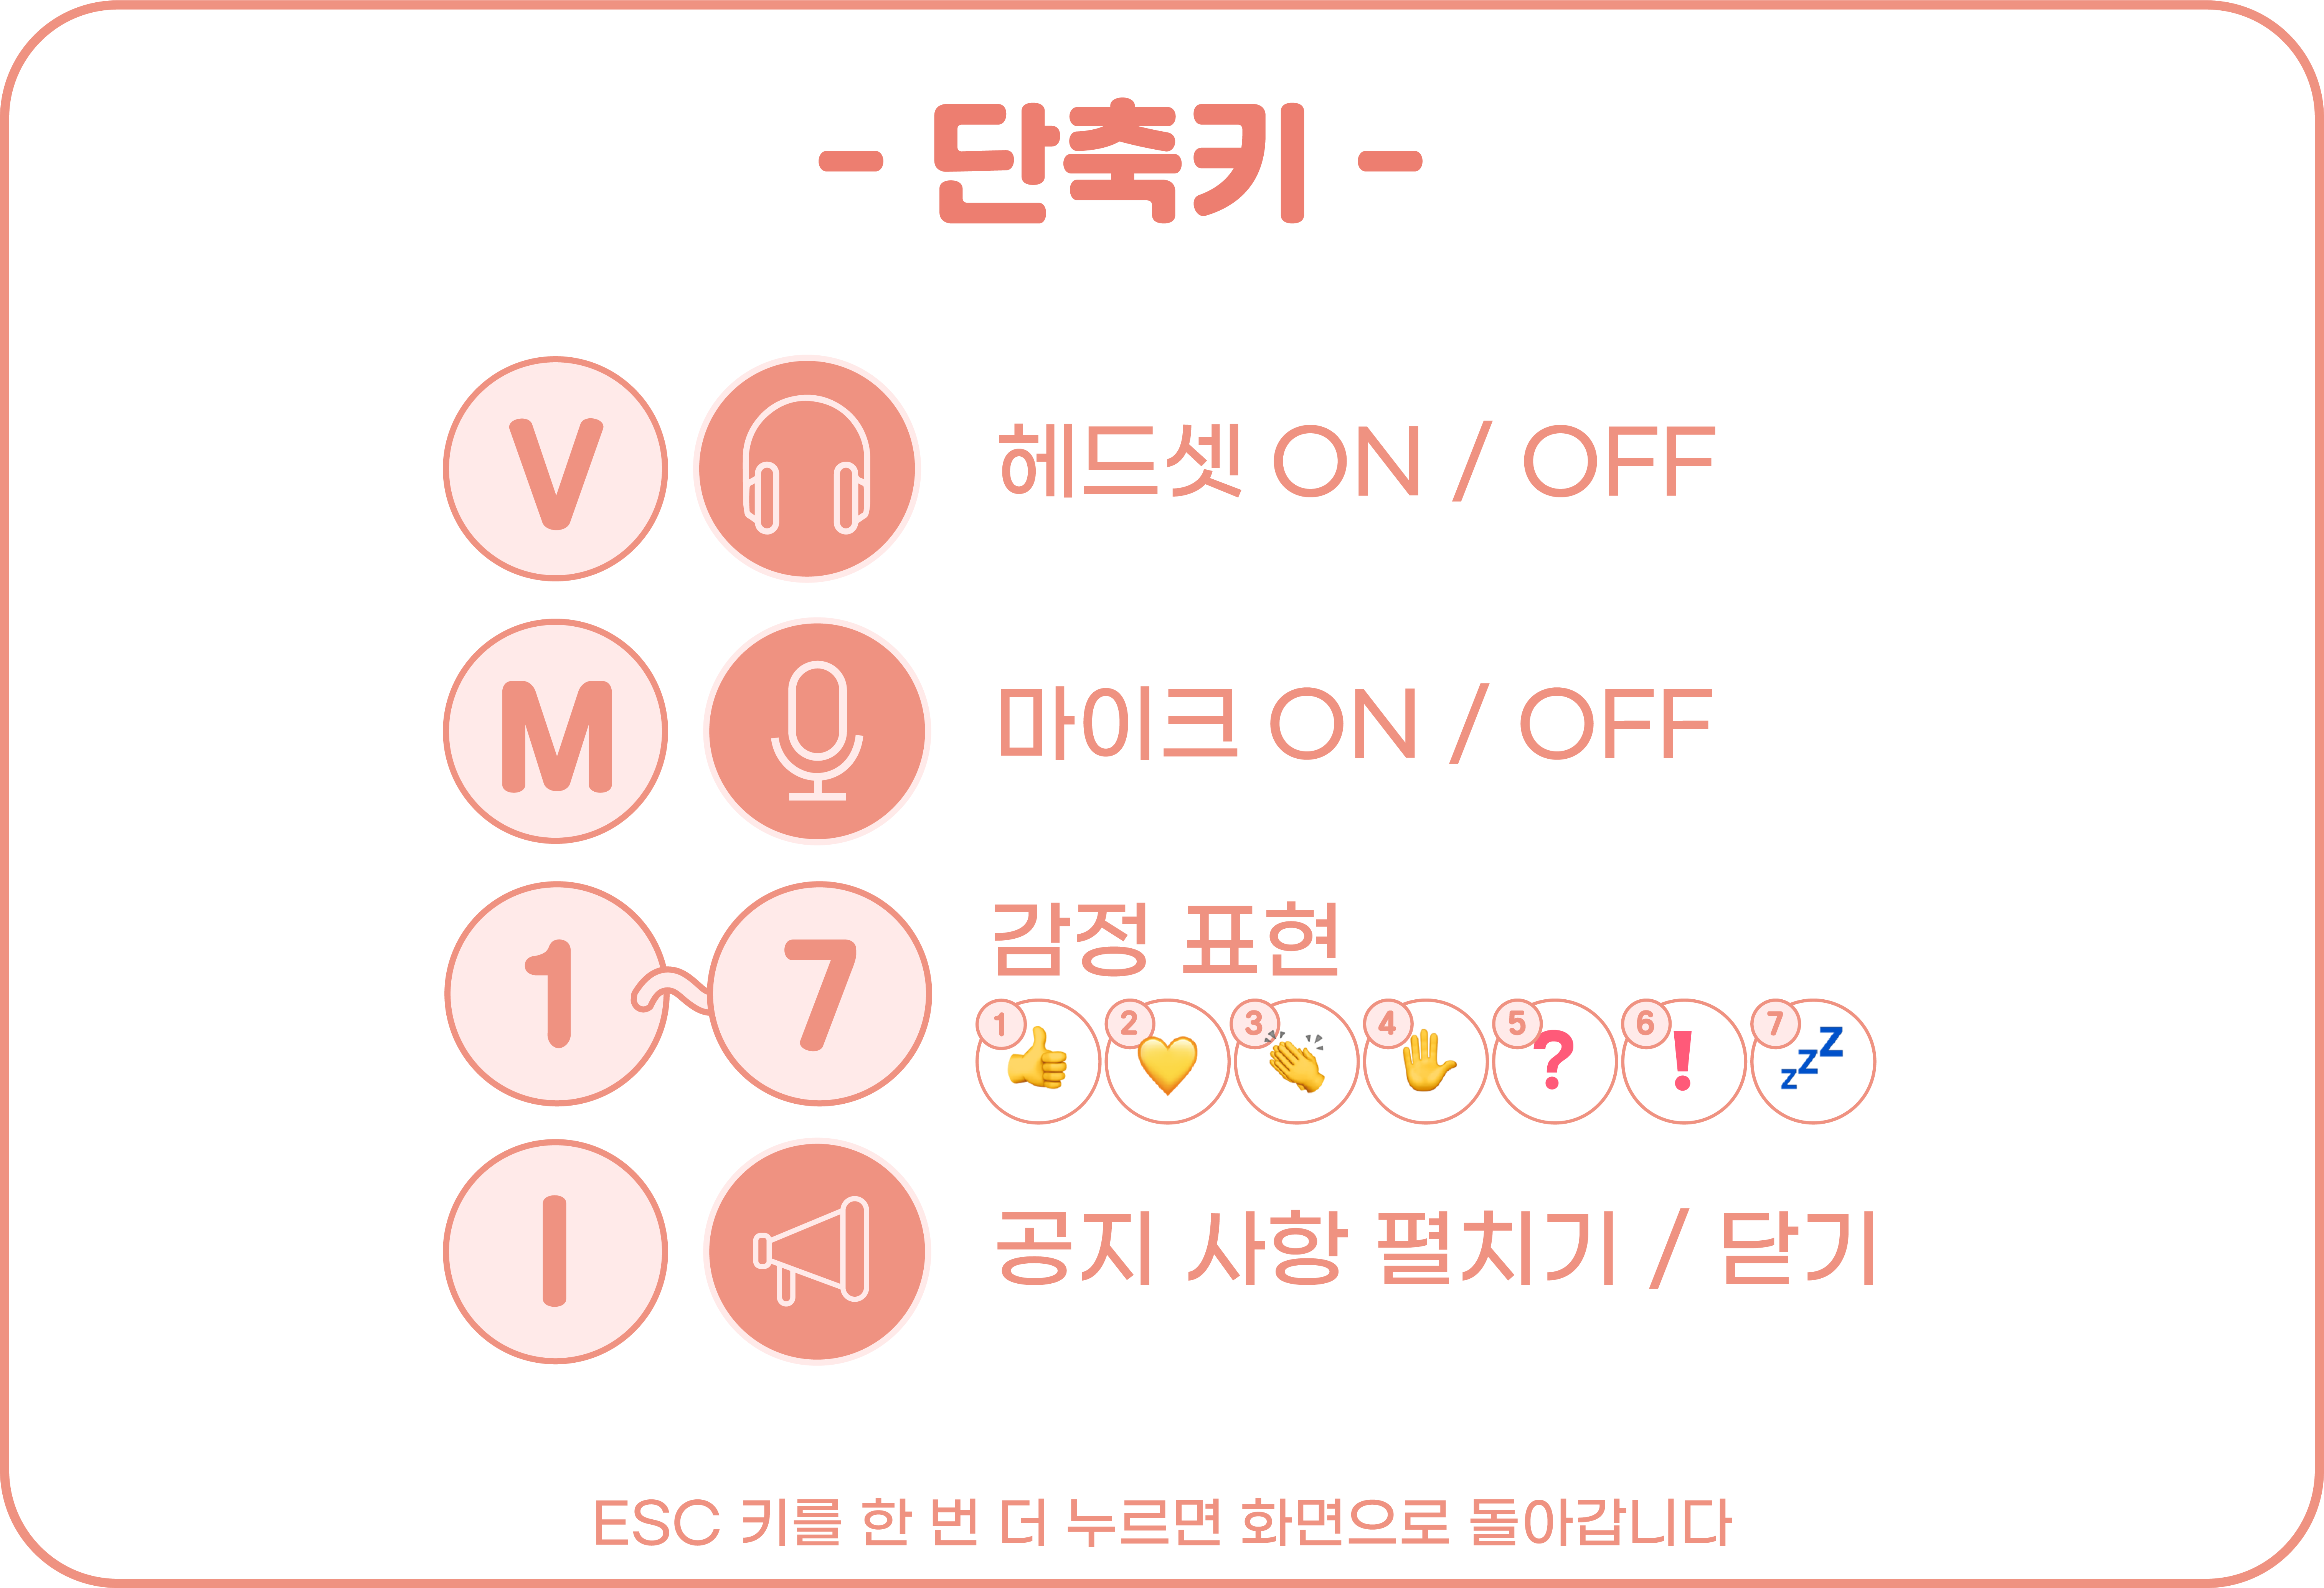 - 단축키 -
V 헤드셋 ON / OFF
M 마이크 ON / OFF
1 ~ 7 감정 표현
1 2 3 4 5 ? 6 ! 7 zzZ
I 공지 사항 펼치기 / 닫기
ESC 키를 한 번 더 누르면 화면으로 돌아갑니다